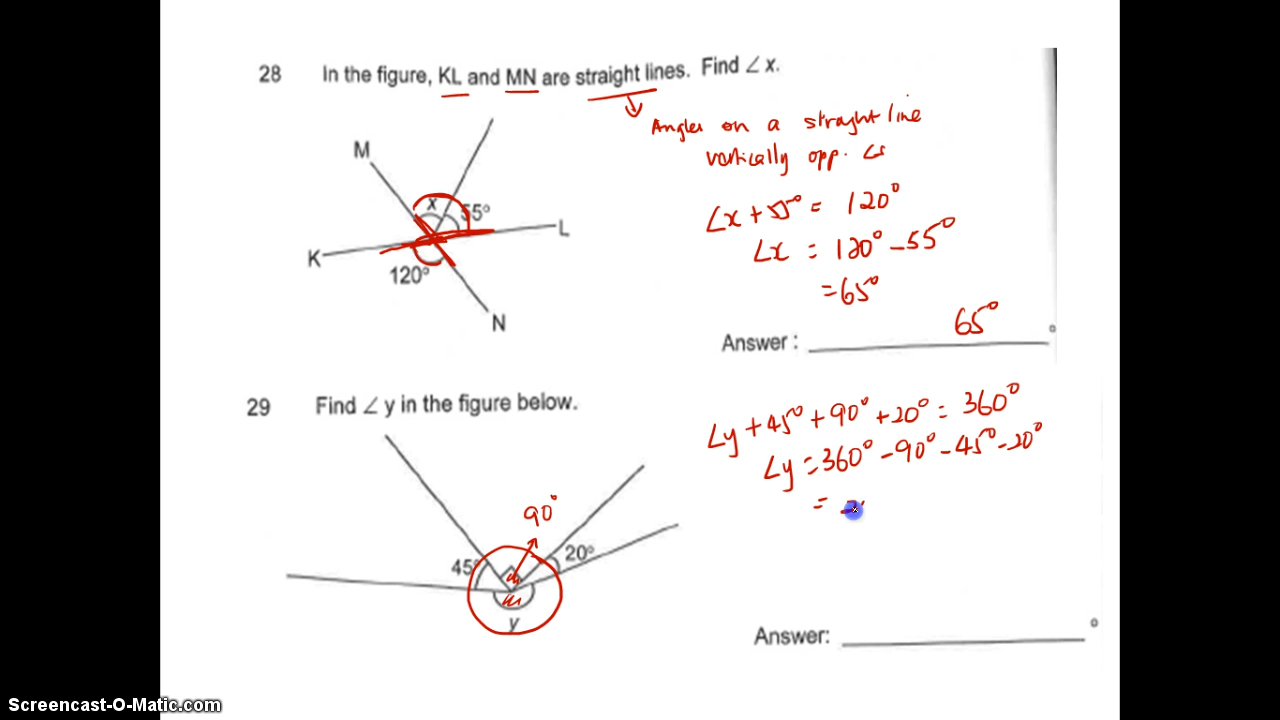 28 In the figure, KL and MN are straight lines. Find ∠ x.
Angles on a straight line
vertically opp. ∠s
M
x
55°
L
K
120°
N
∠x + 55° = 120°
∠x = 120° - 55°
= 65°
65°
Answer : °
29 Find ∠ y in the figure below.
∠y + 45° + 90° + 20° = 360°
∠y = 360° - 90° - 45° - 20°
=
90°
45°
20°
y
Answer: °
Screencast-O-Matic.com